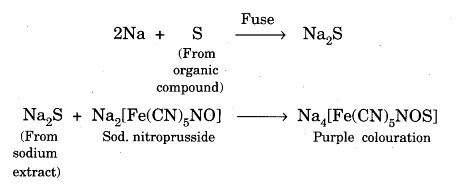 Fuse
2Na + S ⟶ Na₂S
(From
organic
compound)
Na₂S + Na₂[Fe(CN)₅NO] ⟶ Na₄[Fe(CN)₅NOS]
(From Sod. nitroprusside Purple colouration
sodium
extract)